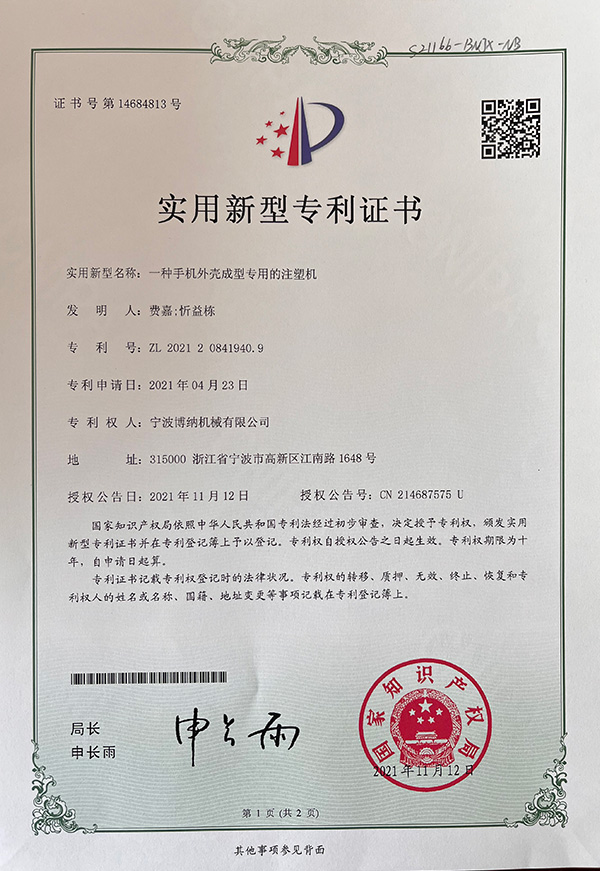 S21166-BNJX-NB
证书号第14684813号
实用新型专利证书
实用新型名称：一种手机外壳成型专用的注塑机
发明人：费嘉;忻益栋
专利号：ZL 2021 2 0841940.9
专利申请日：2021年04月23日
专利权人：宁波博纳机械有限公司
地址：315000 浙江省宁波市高新区江南路1648号
授权公告日：2021年11月12日 授权公告号：CN 214687575 U
国家知识产权局依照中华人民共和国专利法经过初步审查，决定授予专利权，颁发实用
新型专利证书并在专利登记簿上予以登记。专利权自授权公告之日起生效。专利权期限为十
年，自申请日起算。
专利证书记载专利权登记时的法律状况。专利权的转移、质押、无效、终止、恢复和专
利权人的姓名或名称、国籍、地址变更等事项记载在专利登记簿上。
局长
申长雨
申长雨
国家知识产权局
2021年11月12日
第1页(共2页)
其他事项参见背面